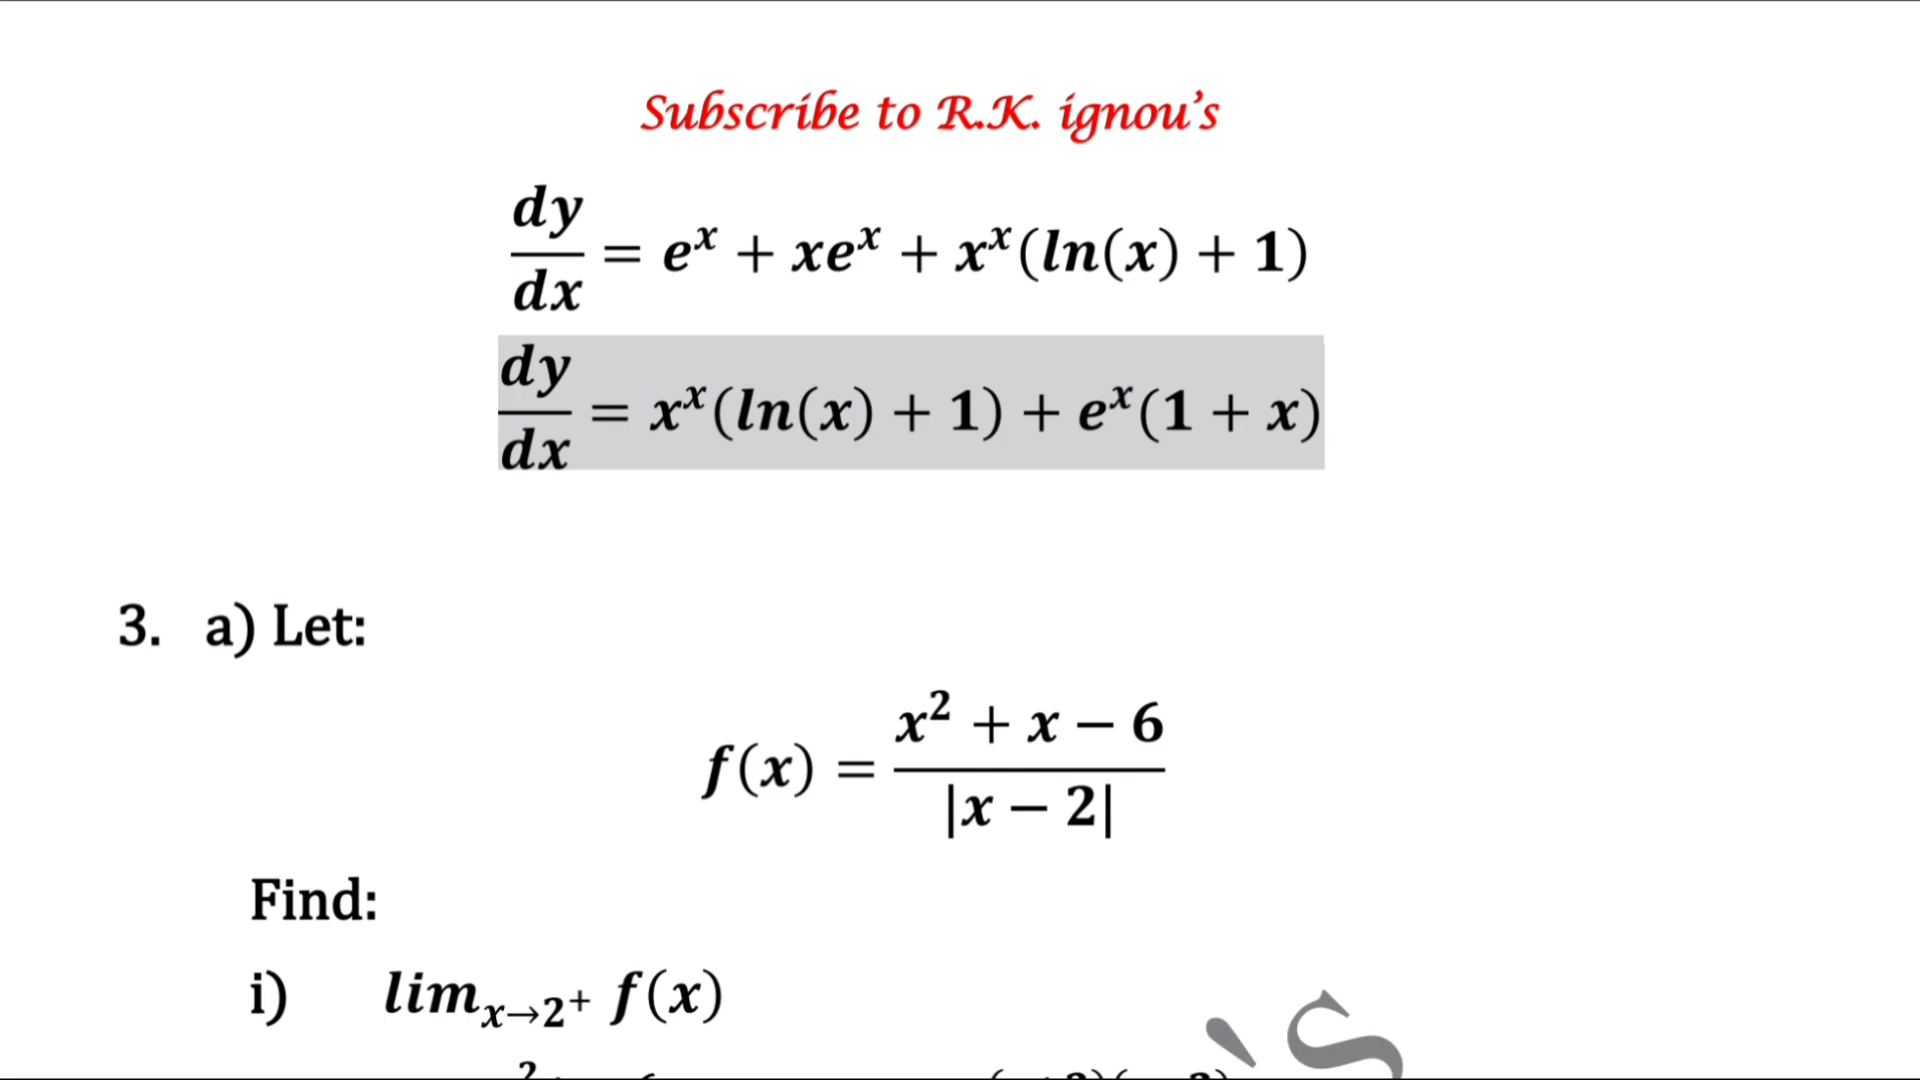 Subscribe to R.K. ignou's
dy/dx = e^x + xe^x + x^x(ln(x) + 1)
dy/dx = x^x(ln(x) + 1) + e^x(1 + x)
3. a) Let:
f(x) = (x^2 + x − 6)/|x − 2|
Find:
i) lim_{x→2^+} f(x)
's